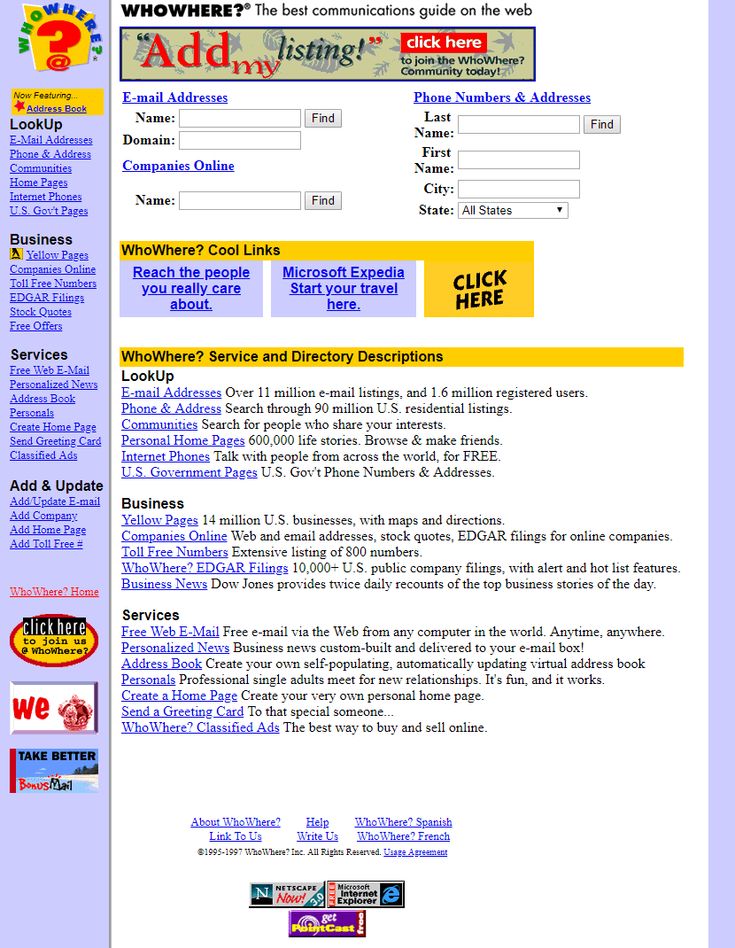 WHOWHERE?
?
@
®
WHOWHERE?® The best communications guide on the web
"Add my listing!" click here
to join the WhoWhere?
Community today!
Now Featuring...
Address Book
LookUp
E-Mail Addresses
Phone & Address
Communities
Home Pages
Internet Phones
U.S. Gov't Pages
Business
Yellow Pages
Companies Online
Toll Free Numbers
EDGAR Filings
Stock Quotes
Free Offers
Services
Free Web E-Mail
Personalized News
Address Book
Personals
Create Home Page
Send Greeting Card
Classified Ads
Add & Update
Add/Update E-mail
Add Company
Add Home Page
Add Toll Free #
WhoWhere? Home
click here
to join us
@ WhoWhere?
we
TAKE BETTER
BonusMail
E-mail Addresses
Name: Find
Domain:
Companies Online
Name: Find
Phone Numbers & Addresses
Last
Name: Find
First
Name:
City:
State: All States
WhoWhere? Cool Links
Reach the people
you really care
about.
Microsoft Expedia
Start your travel
here.
CLICK
HERE
WhoWhere? Service and Directory Descriptions
LookUp
E-mail Addresses Over 11 million e-mail listings, and 1.6 million registered users.
Phone & Address Search through 90 million U.S. residential listings.
Communities Search for people who share your interests.
Personal Home Pages 600,000 life stories. Browse & make friends.
Internet Phones Talk with people from across the world, for FREE.
U.S. Government Pages U.S. Gov't Phone Numbers & Addresses.
Business
Yellow Pages 14 million U.S. businesses, with maps and directions.
Companies Online Web and email addresses, stock quotes, EDGAR filings for online companies.
Toll Free Numbers Extensive listing of 800 numbers.
WhoWhere? EDGAR Filings 10,000+ U.S. public company filings, with alert and hot list features.
Business News Dow Jones provides twice daily recounts of the top business stories of the day.
Services
Free Web E-Mail Free e-mail via the Web from any computer in the world. Anytime, anywhere.
Personalized News Business news custom-built and delivered to your e-mail box!
Address Book Create your own self-populating, automatically updating virtual address book
Personals Professional single adults meet for new relationships. It's fun, and it works.
Create a Home Page Create your very own personal home page.
Send a Greeting Card To that special someone...
WhoWhere? Classified Ads The best way to buy and sell online.
About WhoWhere? Help WhoWhere? Spanish
Link To Us Write Us WhoWhere? French
©1995-1997 WhoWhere? Inc. All Rights Reserved. Usage Agreement
N NETSCAPE
Now! 3.0
FREE Microsoft
Internet
Explorer
get
PointCast free